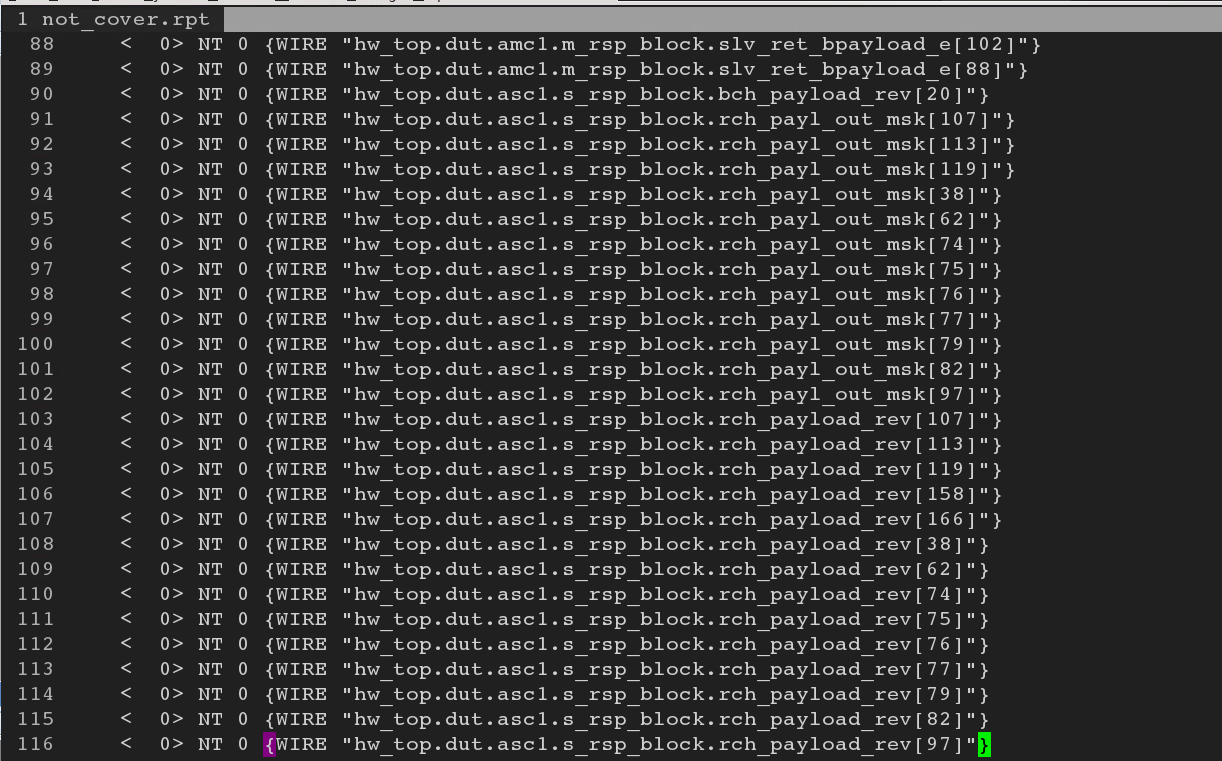 1 not_cover.rpt
88 < 0> NT 0 {WIRE "hw_top.dut.amc1.m_rsp_block.slv_ret_bpayload_e[102]"}
89 < 0> NT 0 {WIRE "hw_top.dut.amc1.m_rsp_block.slv_ret_bpayload_e[88]"}
90 < 0> NT 0 {WIRE "hw_top.dut.asc1.s_rsp_block.bch_payload_rev[20]"}
91 < 0> NT 0 {WIRE "hw_top.dut.asc1.s_rsp_block.rch_payl_out_msk[107]"}
92 < 0> NT 0 {WIRE "hw_top.dut.asc1.s_rsp_block.rch_payl_out_msk[113]"}
93 < 0> NT 0 {WIRE "hw_top.dut.asc1.s_rsp_block.rch_payl_out_msk[119]"}
94 < 0> NT 0 {WIRE "hw_top.dut.asc1.s_rsp_block.rch_payl_out_msk[38]"}
95 < 0> NT 0 {WIRE "hw_top.dut.asc1.s_rsp_block.rch_payl_out_msk[62]"}
96 < 0> NT 0 {WIRE "hw_top.dut.asc1.s_rsp_block.rch_payl_out_msk[74]"}
97 < 0> NT 0 {WIRE "hw_top.dut.asc1.s_rsp_block.rch_payl_out_msk[75]"}
98 < 0> NT 0 {WIRE "hw_top.dut.asc1.s_rsp_block.rch_payl_out_msk[76]"}
99 < 0> NT 0 {WIRE "hw_top.dut.asc1.s_rsp_block.rch_payl_out_msk[77]"}
100 < 0> NT 0 {WIRE "hw_top.dut.asc1.s_rsp_block.rch_payl_out_msk[79]"}
101 < 0> NT 0 {WIRE "hw_top.dut.asc1.s_rsp_block.rch_payl_out_msk[82]"}
102 < 0> NT 0 {WIRE "hw_top.dut.asc1.s_rsp_block.rch_payl_out_msk[97]"}
103 < 0> NT 0 {WIRE "hw_top.dut.asc1.s_rsp_block.rch_payload_rev[107]"}
104 < 0> NT 0 {WIRE "hw_top.dut.asc1.s_rsp_block.rch_payload_rev[113]"}
105 < 0> NT 0 {WIRE "hw_top.dut.asc1.s_rsp_block.rch_payload_rev[119]"}
106 < 0> NT 0 {WIRE "hw_top.dut.asc1.s_rsp_block.rch_payload_rev[158]"}
107 < 0> NT 0 {WIRE "hw_top.dut.asc1.s_rsp_block.rch_payload_rev[166]"}
108 < 0> NT 0 {WIRE "hw_top.dut.asc1.s_rsp_block.rch_payload_rev[38]"}
109 < 0> NT 0 {WIRE "hw_top.dut.asc1.s_rsp_block.rch_payload_rev[62]"}
110 < 0> NT 0 {WIRE "hw_top.dut.asc1.s_rsp_block.rch_payload_rev[74]"}
111 < 0> NT 0 {WIRE "hw_top.dut.asc1.s_rsp_block.rch_payload_rev[75]"}
112 < 0> NT 0 {WIRE "hw_top.dut.asc1.s_rsp_block.rch_payload_rev[76]"}
113 < 0> NT 0 {WIRE "hw_top.dut.asc1.s_rsp_block.rch_payload_rev[77]"}
114 < 0> NT 0 {WIRE "hw_top.dut.asc1.s_rsp_block.rch_payload_rev[79]"}
115 < 0> NT 0 {WIRE "hw_top.dut.asc1.s_rsp_block.rch_payload_rev[82]"}
116 < 0> NT 0 {WIRE "hw_top.dut.asc1.s_rsp_block.rch_payload_rev[97]"}